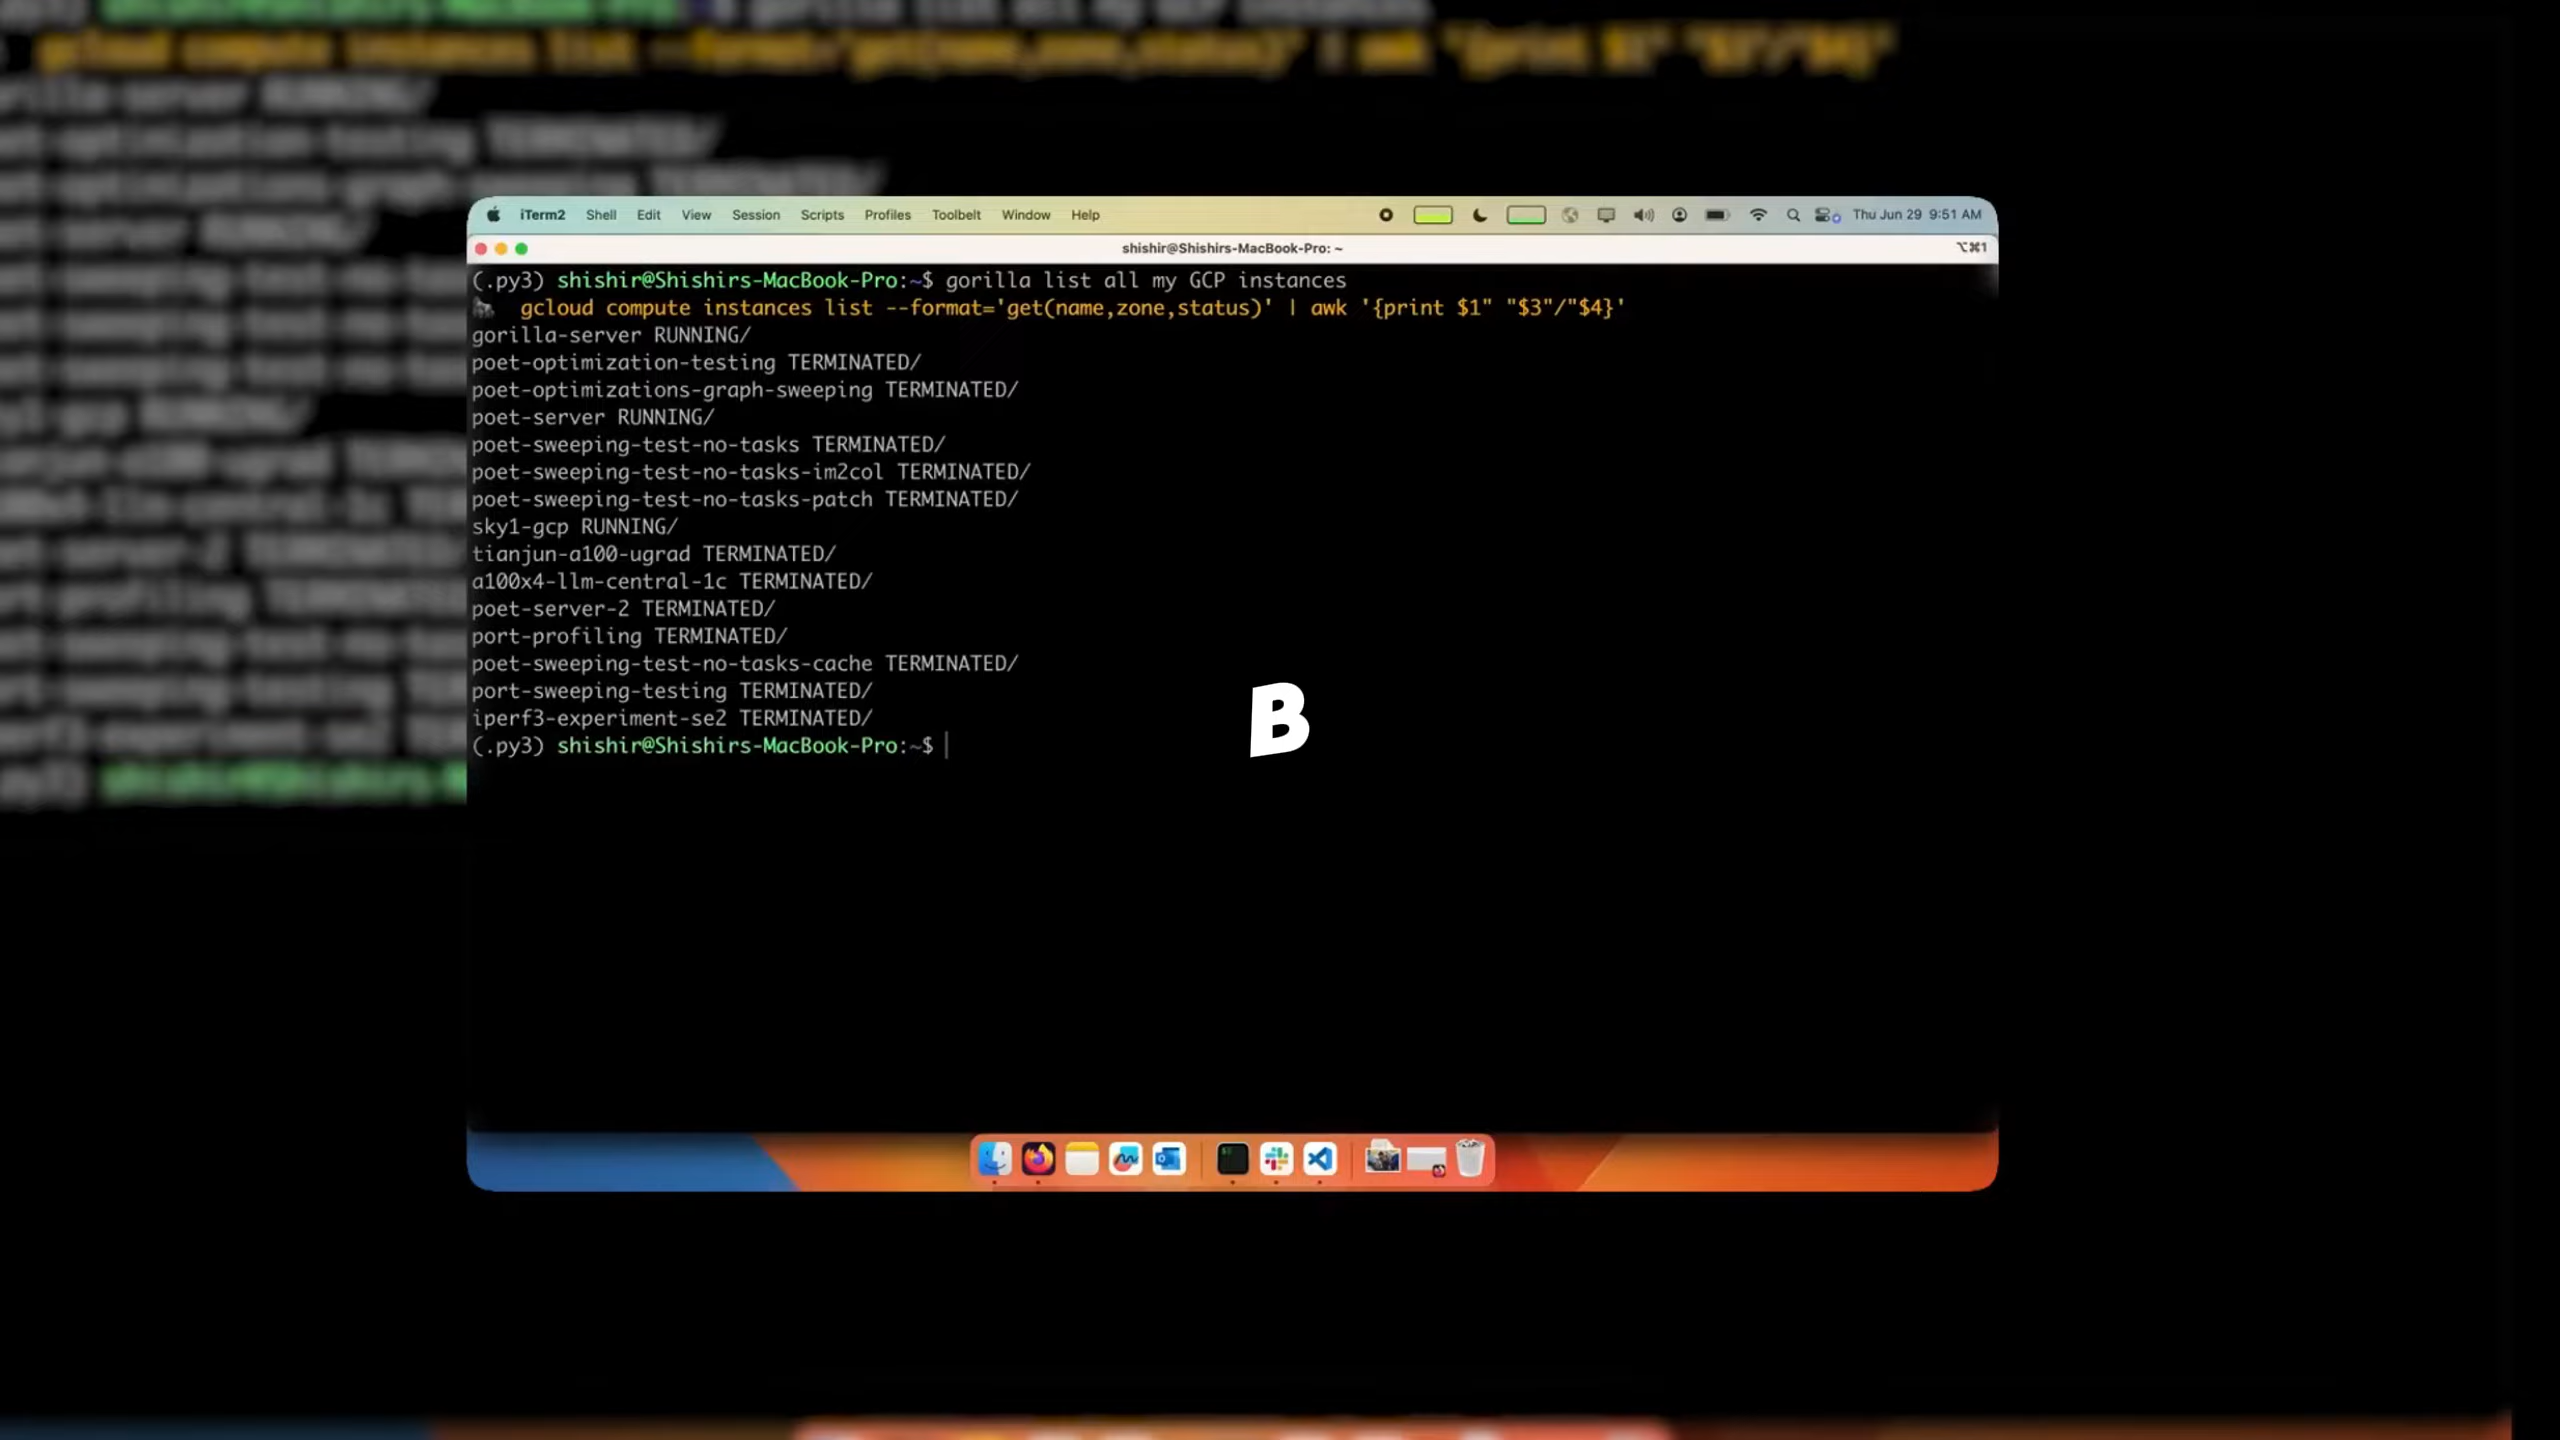 iTerm2 Shell Edit View Session Scripts Profiles Toolbelt Window Help Thu Jun 29 9:51 AM
shishir@Shishirs-MacBook-Pro: ~ ⌥⌘1
(.py3) shishir@Shishirs-MacBook-Pro:~$ gorilla list all my GCP instances
gcloud compute instances list --format='get(name,zone,status)' | awk '{print $1" "$3"/"$4}'
gorilla-server RUNNING/
poet-optimization-testing TERMINATED/
poet-optimizations-graph-sweeping TERMINATED/
poet-server RUNNING/
poet-sweeping-test-no-tasks TERMINATED/
poet-sweeping-test-no-tasks-im2col TERMINATED/
poet-sweeping-test-no-tasks-patch TERMINATED/
sky1-gcp RUNNING/
tianjun-a100-ugrad TERMINATED/
a100x4-llm-central-1c TERMINATED/
poet-server-2 TERMINATED/
port-profiling TERMINATED/
poet-sweeping-test-no-tasks-cache TERMINATED/
port-sweeping-testing TERMINATED/
iperf3-experiment-se2 TERMINATED/
(.py3) shishir@Shishirs-MacBook-Pro:~$
B